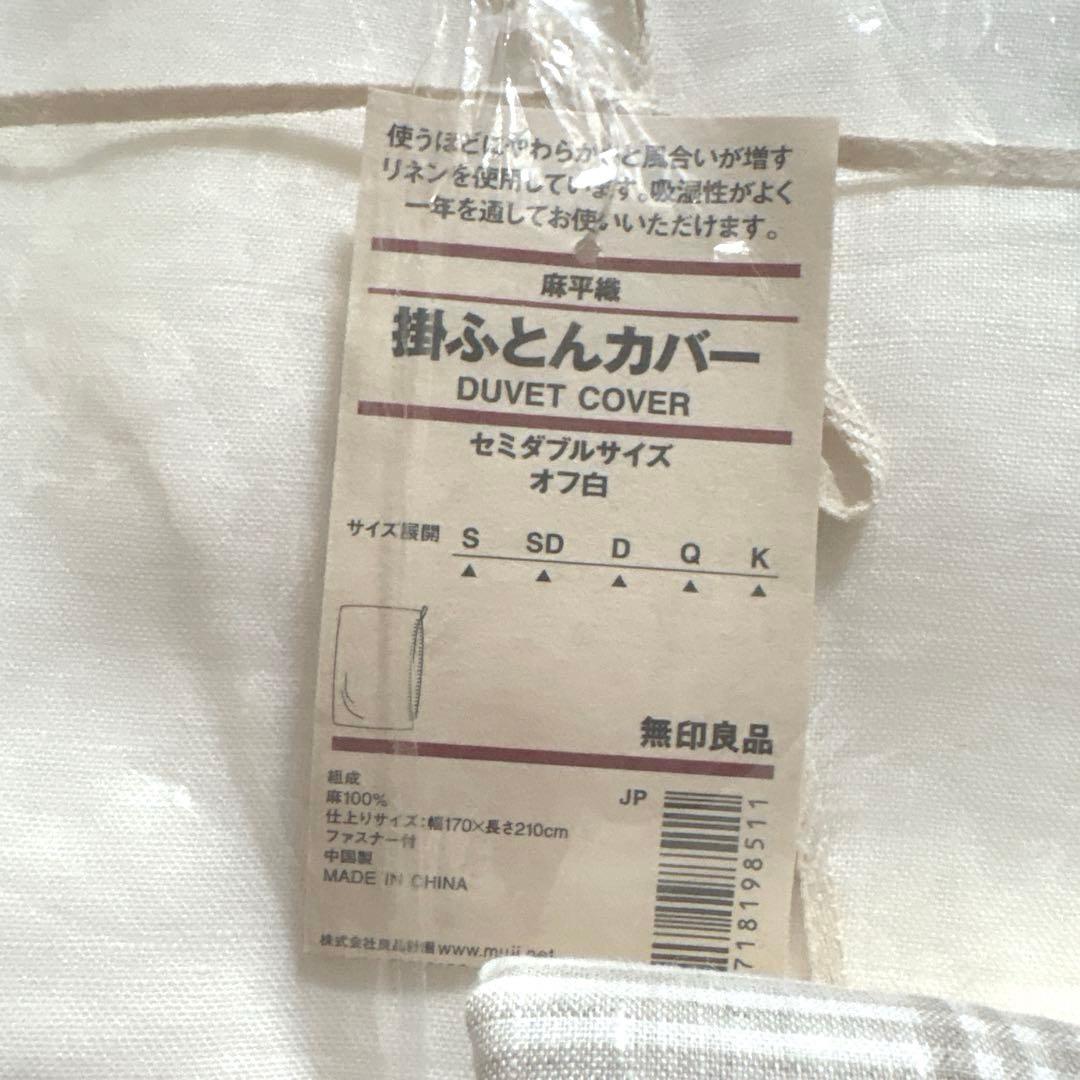 使うほどにやわらかくと風合いが増す
リネンを使用しています。吸湿性がよく
一年を通してお使いいただけます。
麻平織
掛ふとんカバー
DUVET COVER
セミダブルサイズ
オフ白
サイズ展開 S SD D Q K
無印良品
組成
麻100%
仕上りサイズ:幅170×長さ210cm
ファスナー付
中国製
MADE IN CHINA
JP
718198511
株式会社良品計画 www.muji.net